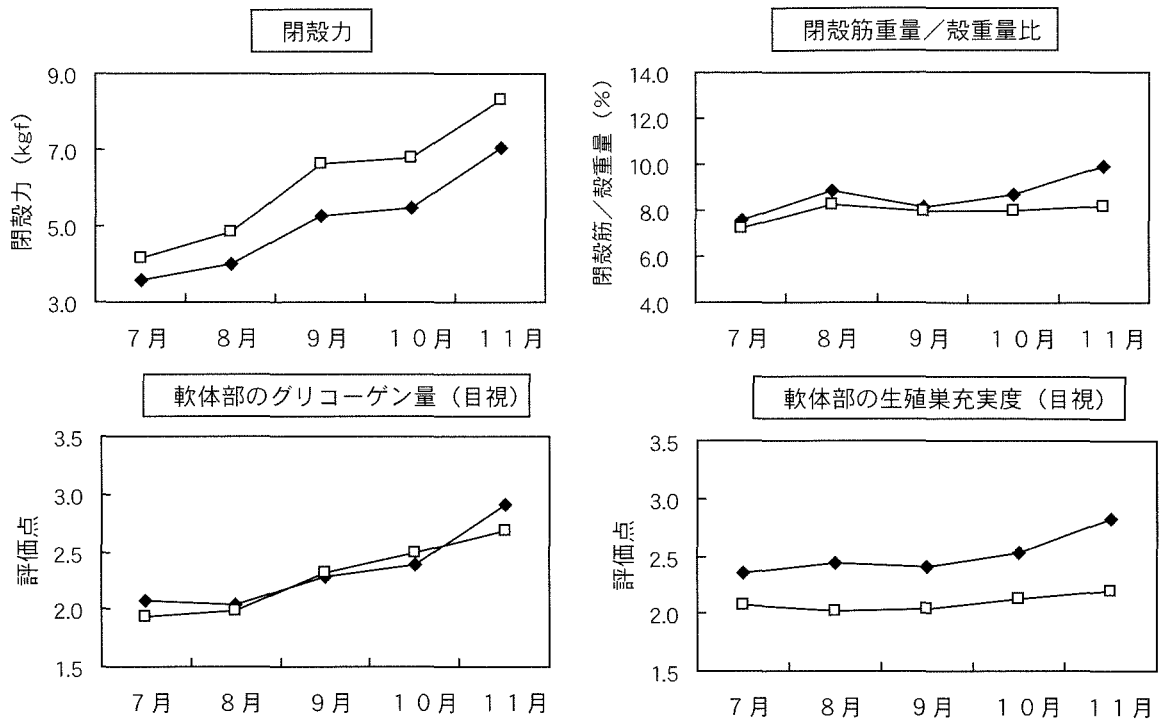 閉殻力
閉殻力 (kgf)
9.0
7.0
5.0
3.0
7月 8月 9月 10月 11月
閉殻筋重量/殻重量比
閉殻筋/殻重量 (%)
14.0
12.0
10.0
8.0
6.0
4.0
7月 8月 9月 10月 11月
軟体部のグリコーゲン量(目視)
評価点
3.5
3.0
2.5
2.0
1.5
7月 8月 9月 10月 11月
軟体部の生殖巣充実度(目視)
評価点
3.5
3.0
2.5
2.0
1.5
7月 8月 9月 10月 11月